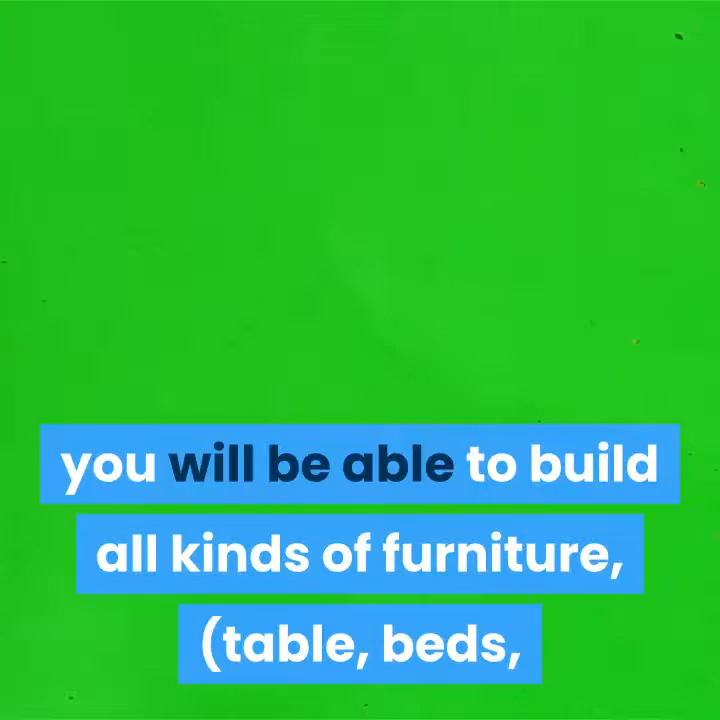 you will be able to build
all kinds of furniture,
(table, beds,